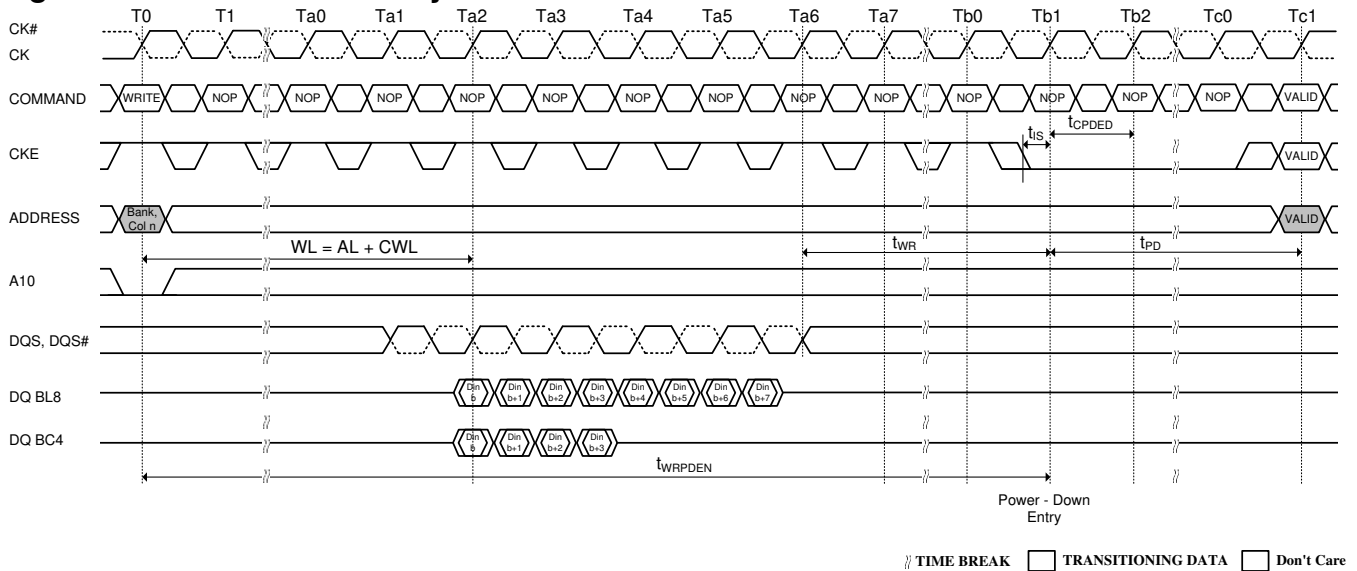 T0 T1 Ta0 Ta1 Ta2 Ta3 Ta4 Ta5 Ta6 Ta7 Tb0 Tb1 Tb2 Tc0 Tc1
CK#
CK
COMMAND WRITE NOP NOP NOP NOP NOP NOP NOP NOP NOP NOP NOP NOP NOP VALID
tIS tCPDED
CKE VALID
ADDRESS Bank, Col n VALID
WL = AL + CWL tWR tPD
A10
DQS, DQS#
DQ BL8 Din b Din b+1 Din b+2 Din b+3 Din b+4 Din b+5 Din b+6 Din b+7
DQ BC4 Din b Din b+1 Din b+2 Din b+3
tWRPDEN
Power - Down
Entry
TIME BREAK TRANSITIONING DATA Don't Care